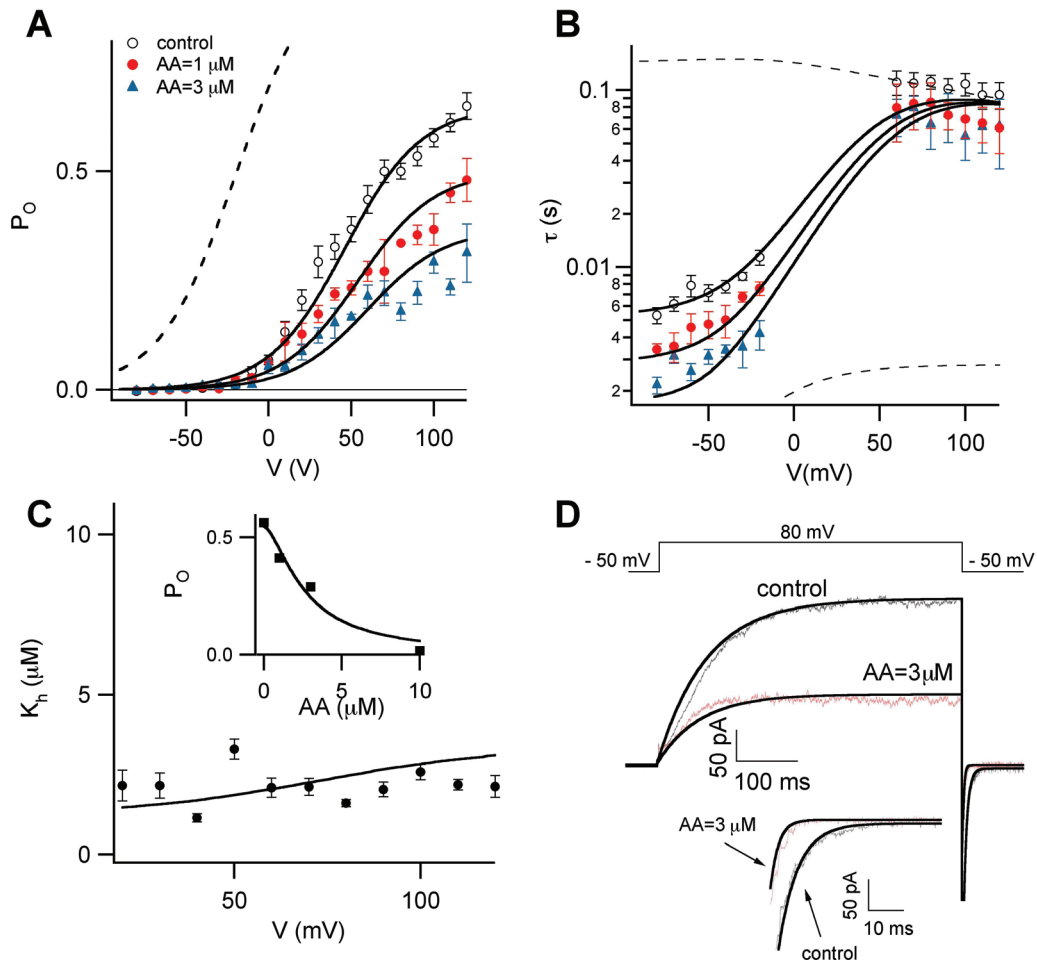 A
control
AA=1 µM
AA=3 µM
0.5
0.0
P_O
-50
0
50
100
V (V)
B
0.1
8
6
4
2
0.01
8
6
4
2
τ (s)
-50
0
50
100
V(mV)
C
10
5
0
K_h (µM)
50
100
V (mV)
0.5
0.0
P_O
0
5
10
AA (µM)
D
80 mV
- 50 mV
- 50 mV
control
AA=3µM
50 pA
100 ms
AA=3 µM
50 pA
10 ms
control